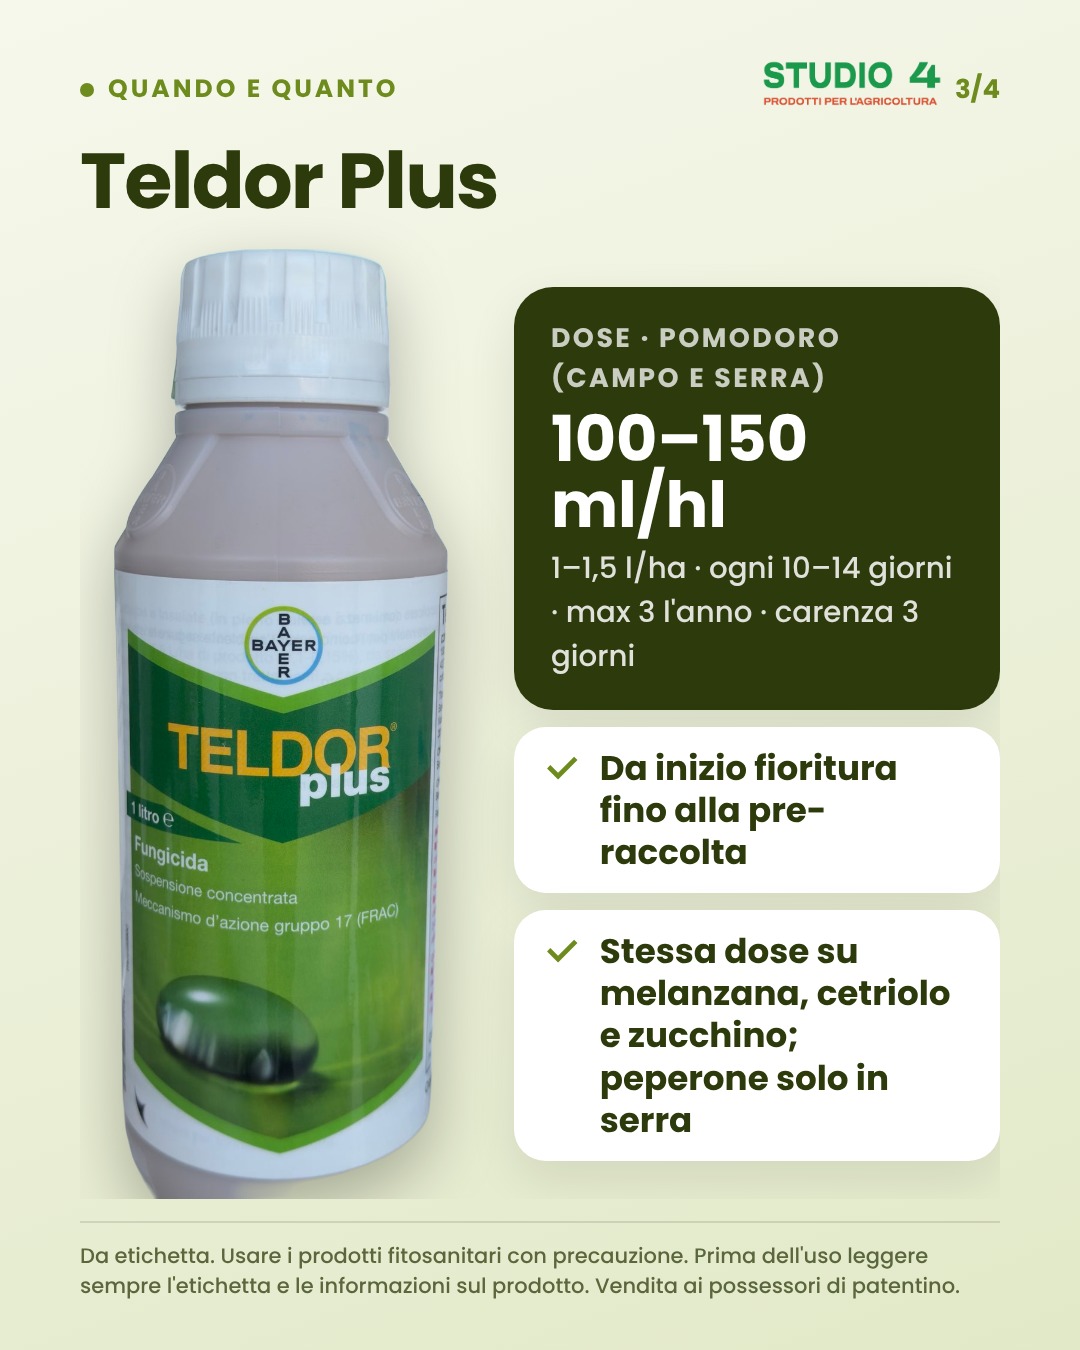 QUANDO E QUANTO
STUDIO 4
PRODOTTI PER L'AGRICOLTURA
3/4
Teldor Plus
DOSE · POMODORO
(CAMPO E SERRA)
100–150
ml/hl
1–1,5 l/ha · ogni 10–14 giorni
· max 3 l'anno · carenza 3
giorni
Da inizio fioritura
fino alla pre-
raccolta
Stessa dose su
melanzana, cetriolo
e zucchino;
peperone solo in
serra
BAYER
BAYER
TELDOR®
plus
1 litro ℮
Fungicida
Sospensione concentrata
Meccanismo d'azione gruppo 17 (FRAC)
Da etichetta. Usare i prodotti fitosanitari con precauzione. Prima dell'uso leggere
sempre l'etichetta e le informazioni sul prodotto. Vendita ai possessori di patentino.